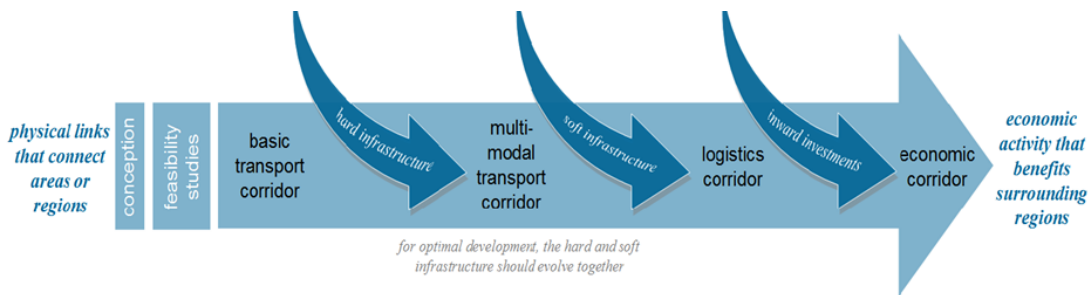 physical links
that connect
areas or
regions
conception
feasibility
studies
basic
transport
corridor
hard infrastructure
multi-
modal
transport
corridor
soft infrastructure
logistics
corridor
inward investments
economic
corridor
economic
activity that
benefits
surrounding
regions
for optimal development, the hard and soft
infrastructure should evolve together